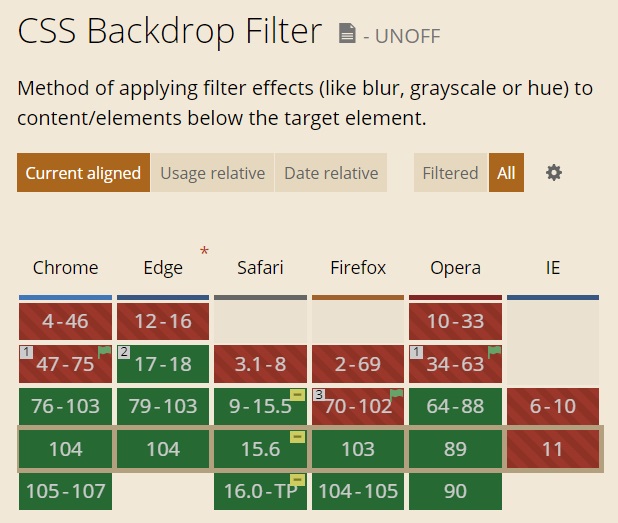 CSS Backdrop Filter - UNOFF
Method of applying filter effects (like blur, grayscale or hue) to
content/elements below the target element.
Current aligned Usage relative Date relative Filtered All
*
Chrome Edge Safari Firefox Opera IE
4-46 12-16 10-33
1 47-75 2 17-18 3.1-8 2-69 1 34-63
76-103 79-103 9-15.5 3 70-102 64-88 6-10
104 104 15.6 103 89 11
105-107 16.0-TP 104-105 90